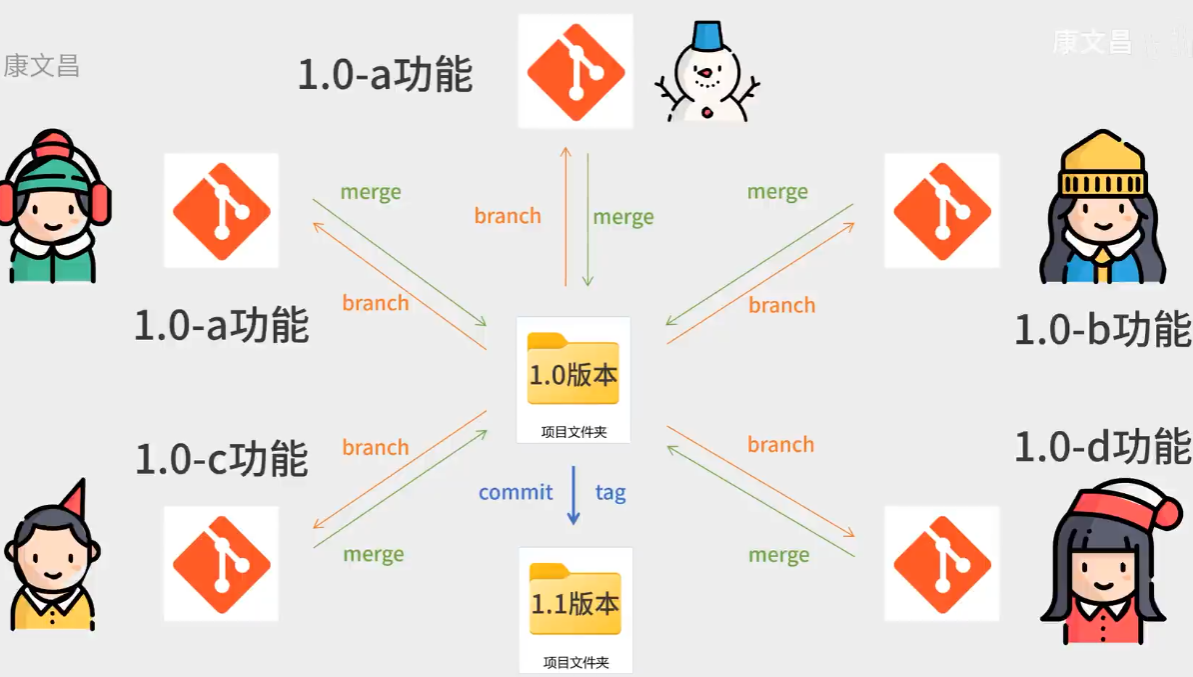 康文昌
康文昌
1.0-a功能
merge
branch
merge
merge
branch
branch
1.0-a功能
1.0-b功能
1.0版本
项目文件夹
1.0-c功能
branch
branch
1.0-d功能
commit
tag
merge
merge
1.1版本
项目文件夹